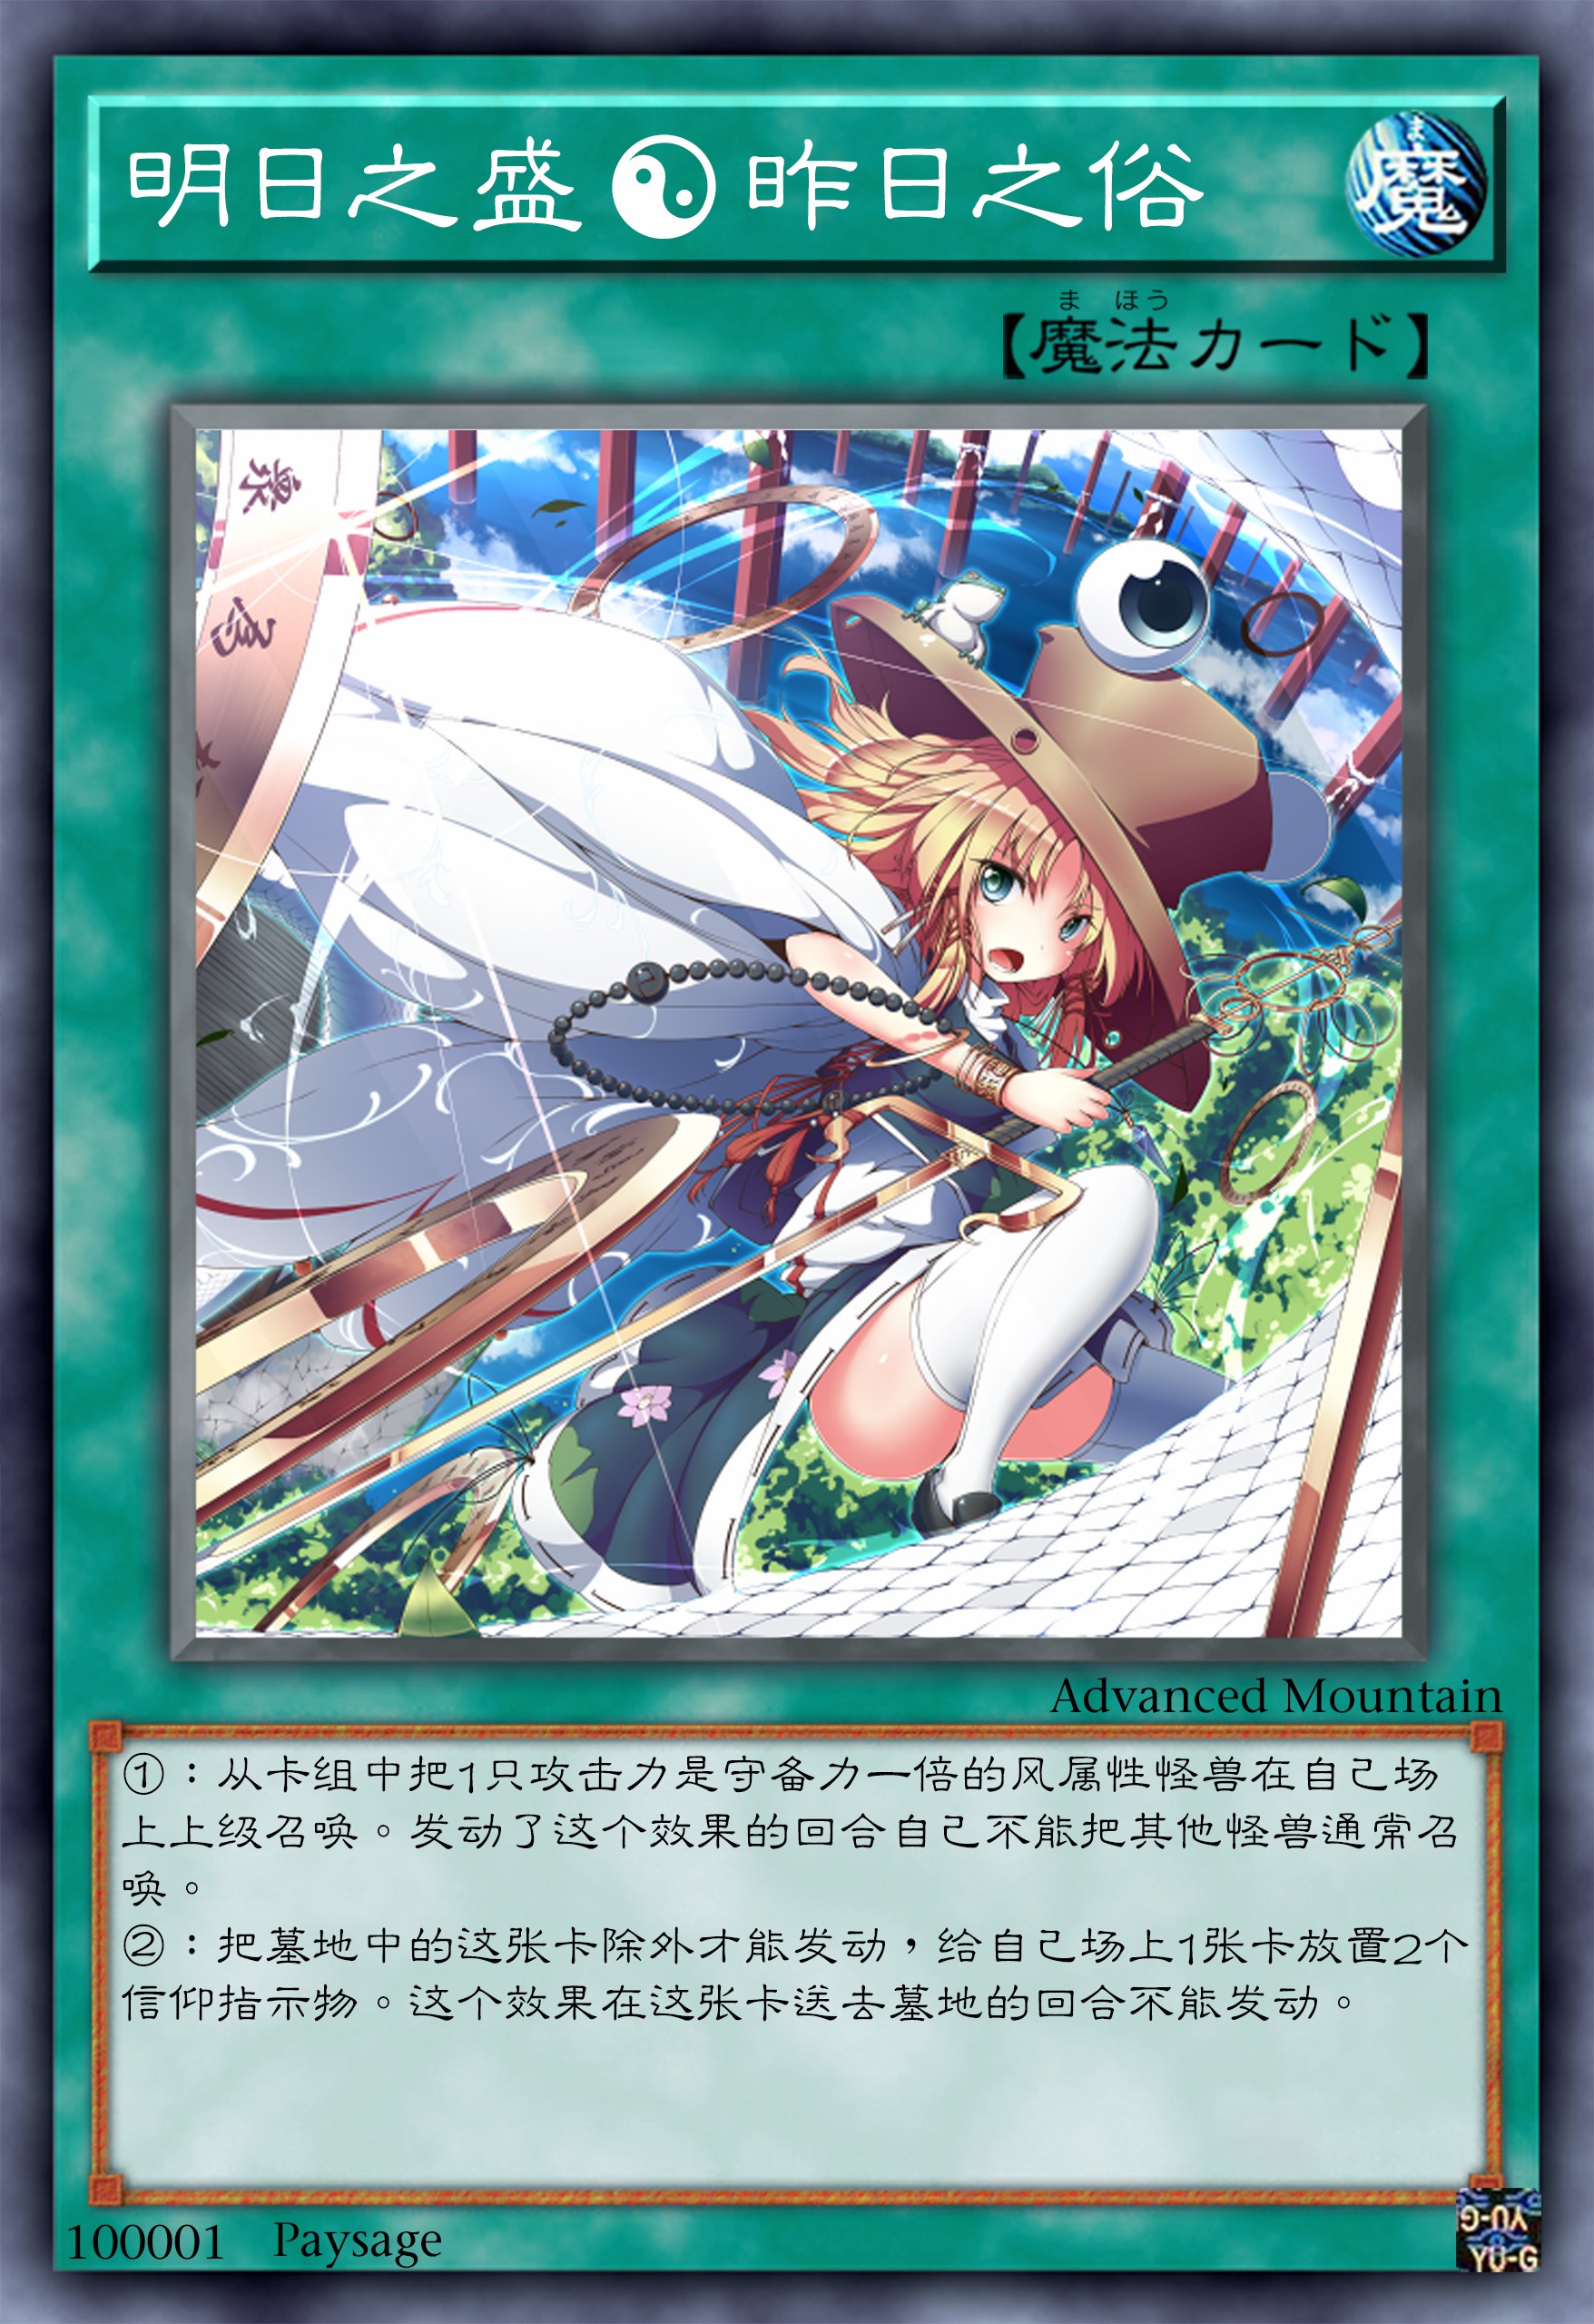 明日之盛☯昨日之俗
ま
魔
ま ほう
【魔法カード】
Advanced Mountain
①：从卡组中把1只攻击力是守备力一倍的风属性怪兽在自己场
上上级召唤。发动了这个效果的回合自己不能把其他怪兽通常召
唤。
②：把墓地中的这张卡除外才能发动，给自己场上1张卡放置2个
信仰指示物。这个效果在这张卡送去墓地的回合不能发动。
100001 Paysage
YU-G
YU-G